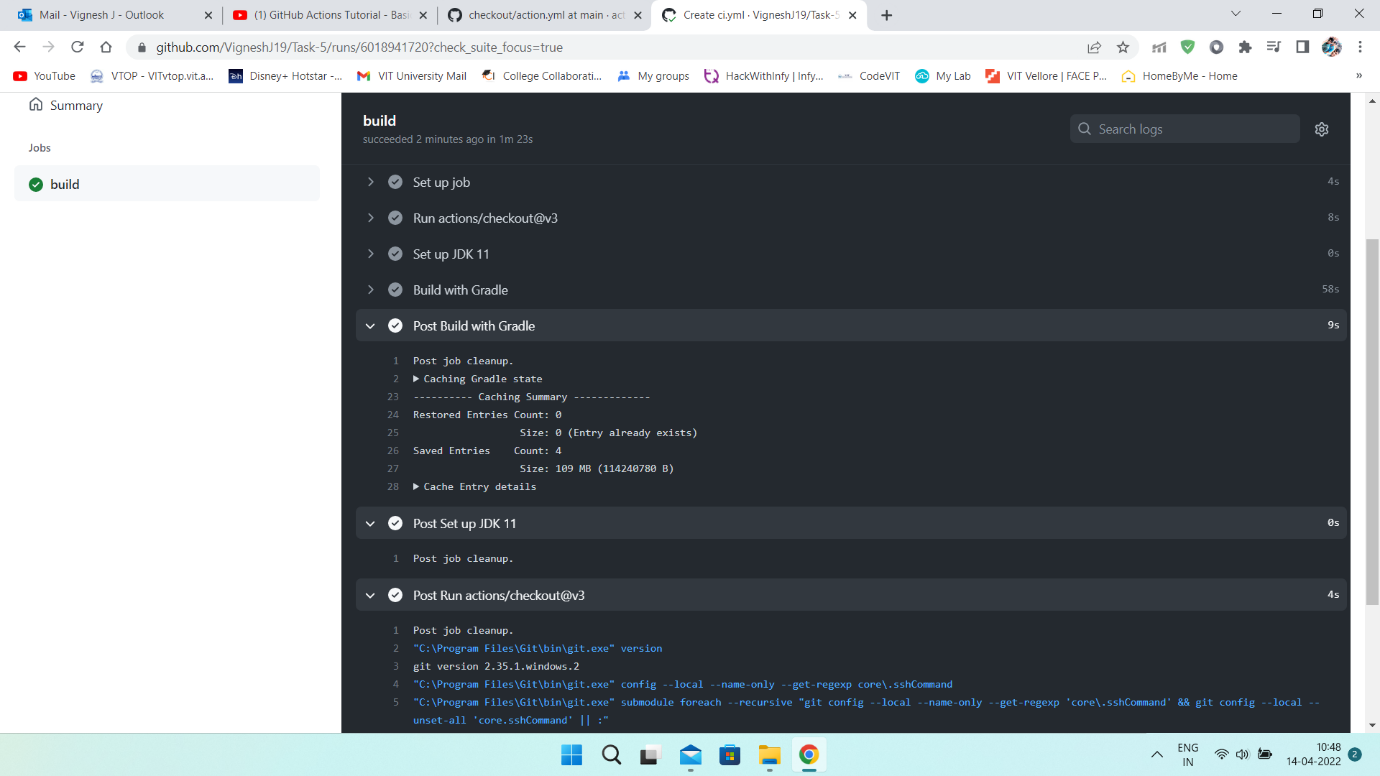 Mail - Vignesh J - Outlook
(1) GitHub Actions Tutorial - Basi
checkout/action.yml at main · act
Create ci.yml · VigneshJ19/Task-5
github.com/VigneshJ19/Task-5/runs/6018941720?check_suite_focus=true
YouTube
VTOP - VITvtop.vit.a...
Disney+ Hotstar -...
VIT University Mail
College Collaborati...
My groups
HackWithInfy | Infy...
CodeVIT
My Lab
VIT Vellore | FACE P...
HomeByMe - Home
»
Summary
Jobs
build
build
succeeded 2 minutes ago in 1m 23s
Search logs
Set up job 4s
Run actions/checkout@v3 8s
Set up JDK 11 0s
Build with Gradle 58s
Post Build with Gradle 9s
1 Post job cleanup.
2 Caching Gradle state
23 ---------- Caching Summary -------------
24 Restored Entries Count: 0
25 Size: 0 (Entry already exists)
26 Saved Entries Count: 4
27 Size: 109 MB (114240780 B)
28 Cache Entry details
Post Set up JDK 11 0s
1 Post job cleanup.
Post Run actions/checkout@v3 4s
1 Post job cleanup.
2 "C:\Program Files\Git\bin\git.exe" version
3 git version 2.35.1.windows.2
4 "C:\Program Files\Git\bin\git.exe" config --local --name-only --get-regexp core\.sshCommand
5 "C:\Program Files\Git\bin\git.exe" submodule foreach --recursive "git config --local --name-only --get-regexp 'core\.sshCommand' && git config --local --
unset-all 'core.sshCommand' || :"
ENG
IN
10:48
14-04-2022
2